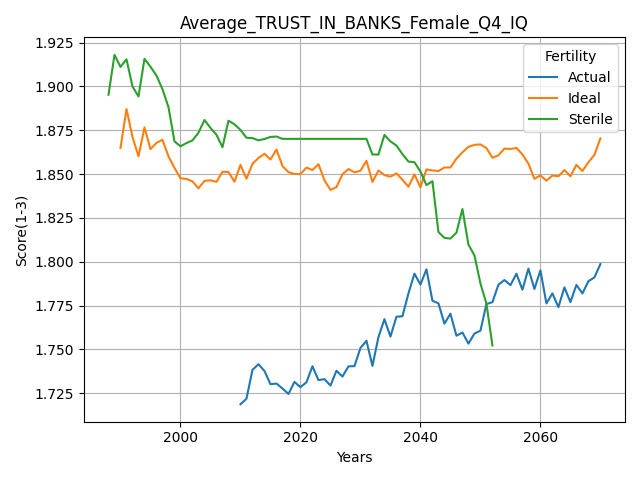 Average_TRUST_IN_BANKS_Female_Q4_IQ
Fertility
Actual
Ideal
Sterile
Score(1-3)
1.925
1.900
1.875
1.850
1.825
1.800
1.775
1.750
1.725
2000
2020
2040
2060
Years